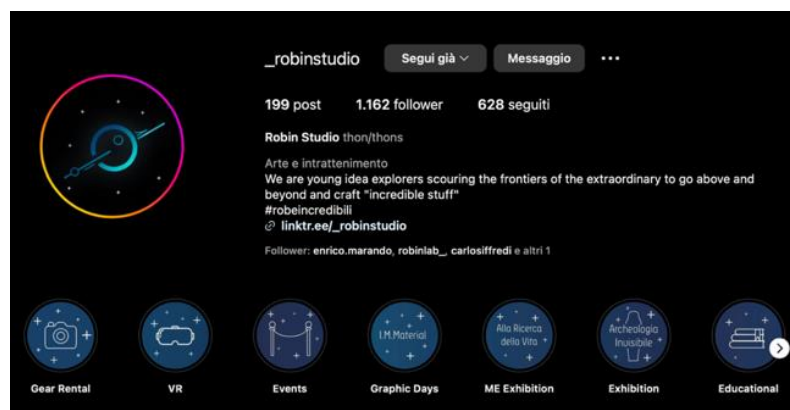 _robinstudio Segui già Messaggio
199 post 1.162 follower 628 seguiti
Robin Studio thon/thons
Arte e intrattenimento
We are young idea explorers scouring the frontiers of the extraordinary to go above and
beyond and craft "incredible stuff"
#robeincredibili
linktr.ee/_robinstudio
Follower: enrico.marando, robinlab_, carlosiffredi e altri 1
I.M.Material
Alla Ricerca
della Vita
Archeologia
Invisibile
Gear Rental VR Events Graphic Days ME Exhibition Exhibition Educational